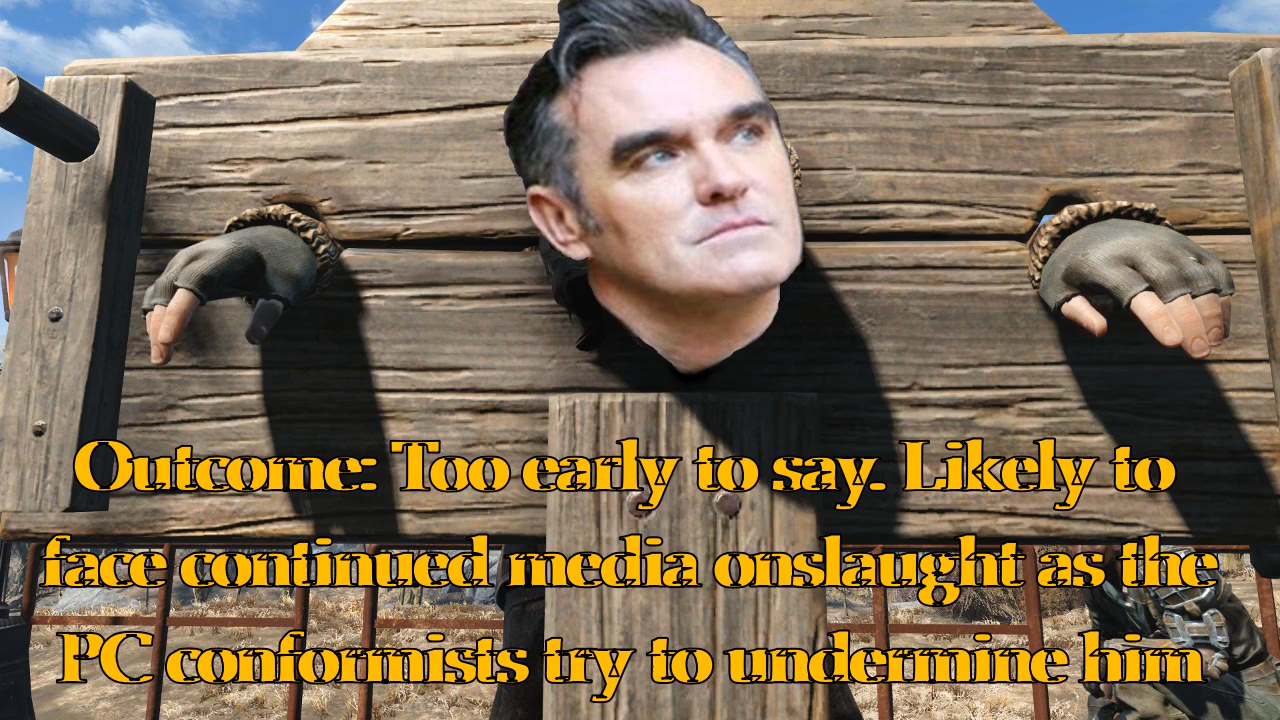 Outcome: Too early to say. Likely to
face continued media onslaught as the
PC conformists try to undermine him